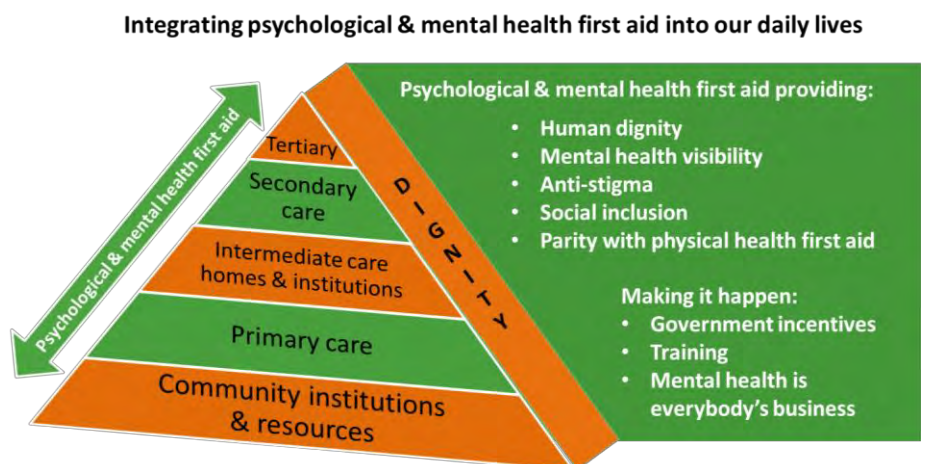 Integrating psychological & mental health first aid into our daily lives
Psychological & mental health first aid
Tertiary
Secondary
care
Intermediate care
homes & institutions
Primary care
Community institutions
& resources
DIGNITY
Psychological & mental health first aid providing:
• Human dignity
• Mental health visibility
• Anti-stigma
• Social inclusion
• Parity with physical health first aid
Making it happen:
• Government incentives
• Training
• Mental health is
everybody's business